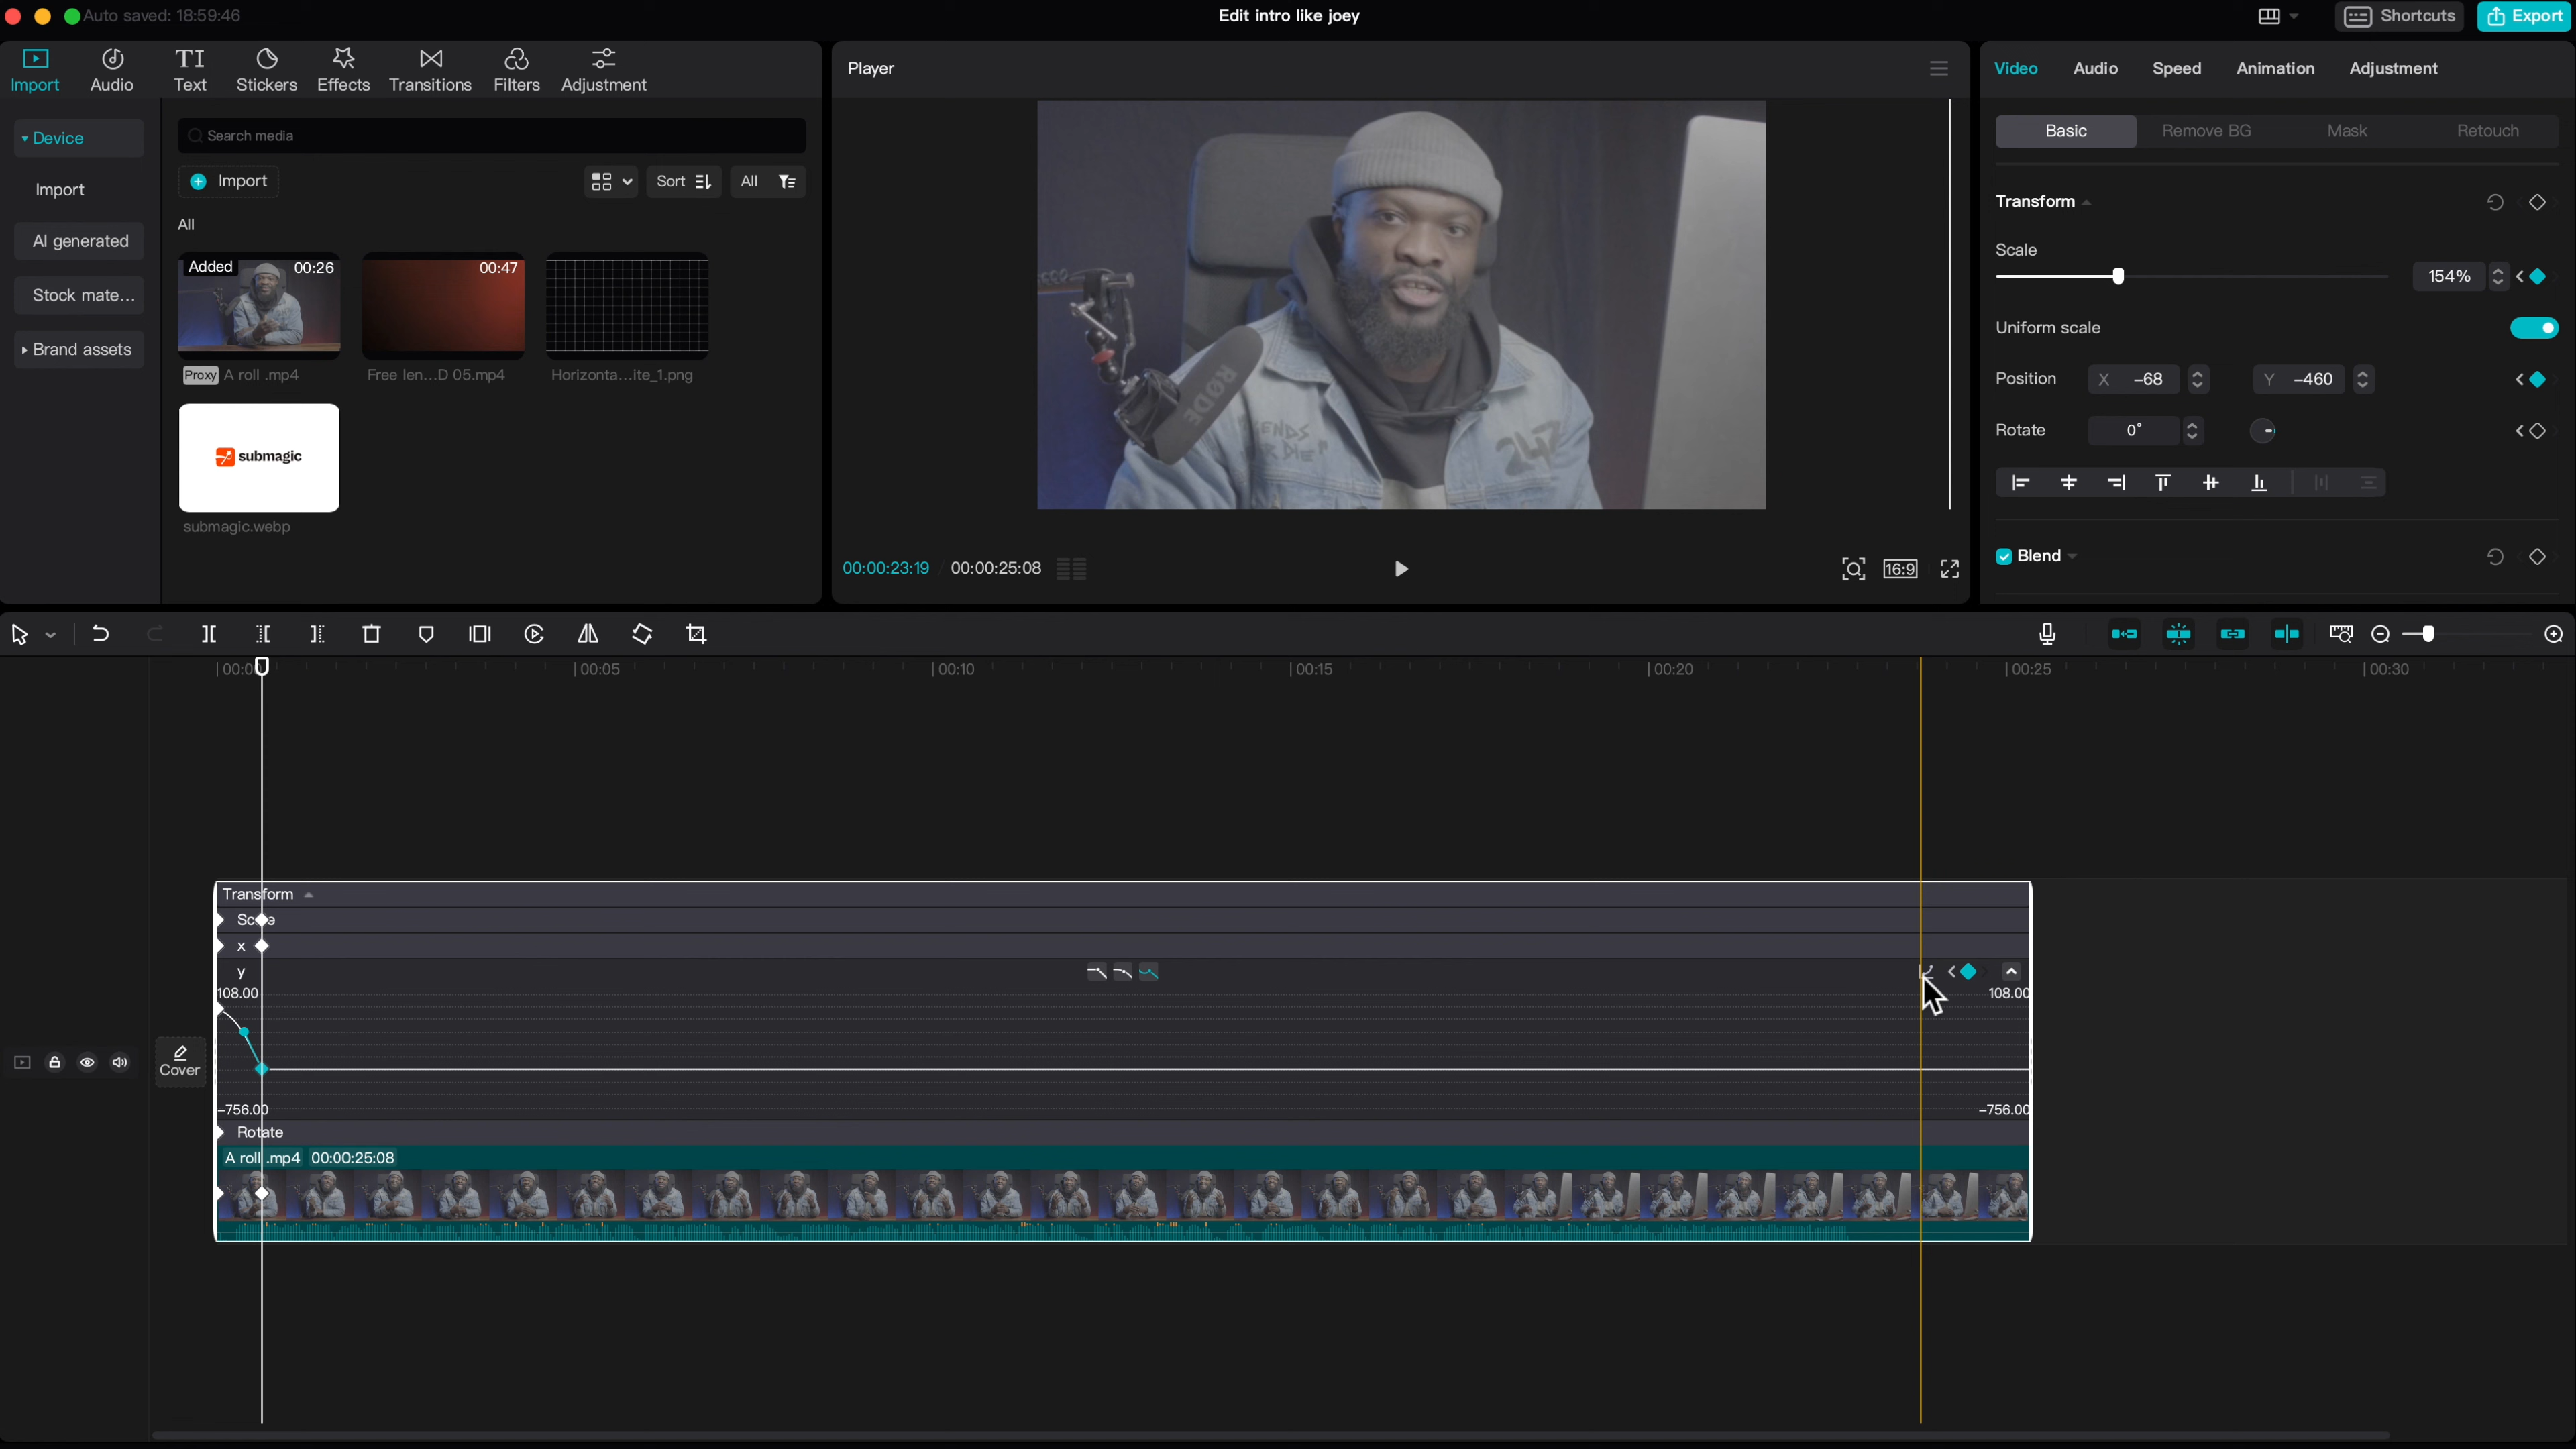 Auto saved: 18:59:46
Edit intro like joey
Shortcuts
Export
Import
Audio
Text
Stickers
Effects
Transitions
Filters
Adjustment
Device
Import
AI generated
Stock mate...
Brand assets
Search media
Import
Sort
All
All
Added
00:26
00:47
Proxy
A roll .mp4
Free len...D 05.mp4
Horizonta...ite_1.png
submagic
submagic.webp
Player
RØDE
247
00:00:23:19
00:00:25:08
16:9
Video
Audio
Speed
Animation
Adjustment
Basic
Remove BG
Mask
Retouch
Transform
Scale
154%
Uniform scale
Position
X
-68
Y
-460
Rotate
0°
Blend
00:05
00:10
00:15
00:20
00:25
00:30
Transform
x
y
108.00
108.00
-756.00
-756.00
Rotate
Cover
A roll .mp4
00:00:25:08